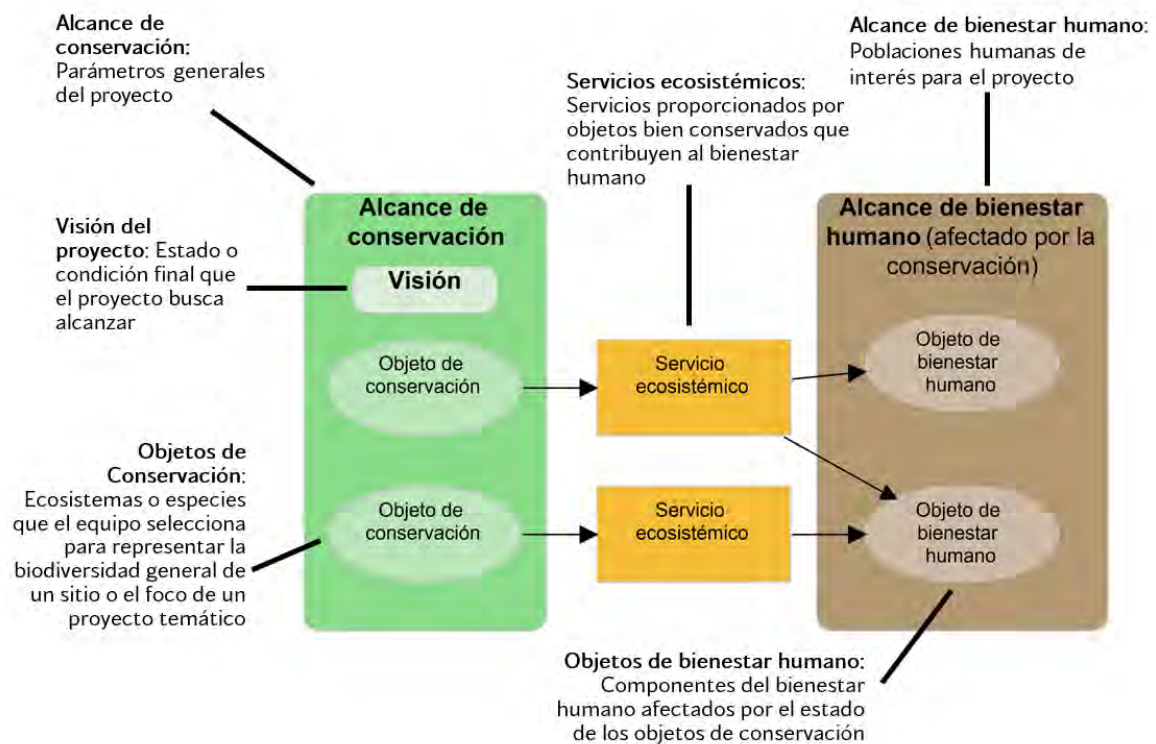 Alcance de
conservación:
Parámetros generales
del proyecto
Alcance de bienestar humano:
Poblaciones humanas de
interés para el proyecto
Servicios ecosistémicos:
Servicios proporcionados por
objetos bien conservados que
contribuyen al bienestar
humano
Visión del
proyecto: Estado o
condición final que
el proyecto busca
alcanzar
Alcance de
conservación
Visión
Objeto de
conservación
Objeto de
conservación
Servicio
ecosistémico
Servicio
ecosistémico
Alcance de bienestar
humano (afectado por la
conservación)
Objeto de
bienestar
humano
Objeto de
bienestar
humano
Objetos de
Conservación:
Ecosistemas o especies
que el equipo selecciona
para representar la
biodiversidad general de
un sitio o el foco de un
proyecto temático
Objetos de bienestar humano:
Componentes del bienestar
humano afectados por el estado
de los objetos de conservación